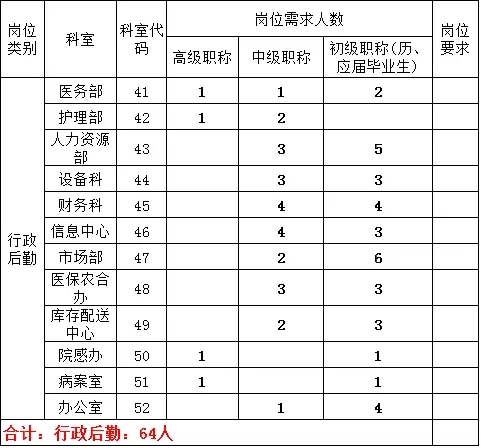 岗位类别 科室 科室代码 岗位需求人数 岗位要求
高级职称 中级职称 初级职称(历、应届毕业生)
行政后勤
医务部 41 1 1 2
护理部 42 1 2
人力资源部 43 3 5
设备科 44 3 3
财务科 45 4 4
信息中心 46 4 3
市场部 47 2 6
医保农合办 48 3 3
库存配送中心 49 2 3
院感办 50 1 1
病案室 51 1 1
办公室 52 1 4
合计：行政后勤：64人